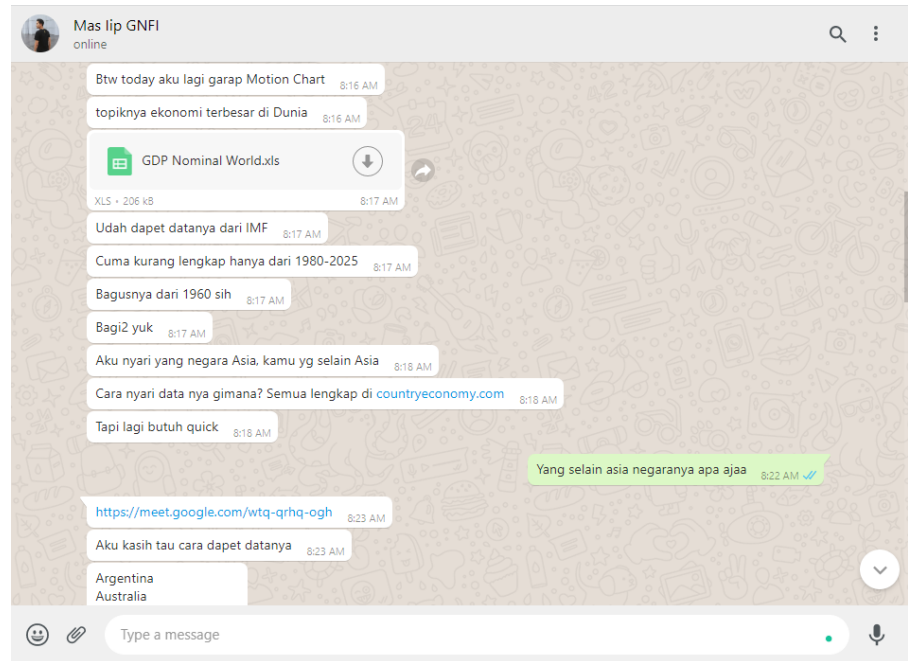 Mas Iip GNFI
online
Btw today aku lagi garap Motion Chart 8:16 AM
topiknya ekonomi terbesar di Dunia 8:16 AM
GDP Nominal World.xls
XLS • 206 kB 8:17 AM
Udah dapet datanya dari IMF 8:17 AM
Cuma kurang lengkap hanya dari 1980-2025 8:17 AM
Bagusnya dari 1960 sih 8:17 AM
Bagi2 yuk 8:17 AM
Aku nyari yang negara Asia, kamu yg selain Asia 8:18 AM
Cara nyari data nya gimana? Semua lengkap di countryeconomy.com 8:18 AM
Tapi lagi butuh quick 8:18 AM
Yang selain asia negaranya apa ajaa 8:22 AM
https://meet.google.com/wtq-qrhq-ogh 8:23 AM
Aku kasih tau cara dapet datanya 8:23 AM
Argentina
Australia
Type a message